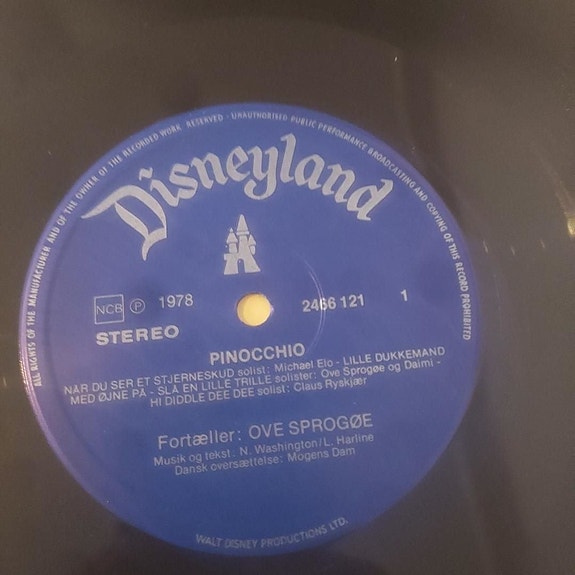 ALL RIGHTS OF THE MANUFACTURER AND OF THE OWNER OF THE RECORDED WORK RESERVED - UNAUTHORISED PUBLIC PERFORMANCE BROADCASTING AND COPYING OF THIS RECORD PROHIBITED
Disneyland
NCB Ⓟ 1978 2466 121 1
STEREO
PINOCCHIO
NÅR DU SER ET STJERNESKUD solist: Michael Elo - LILLE DUKKEMAND
MED ØJNE PÅ - SLÅ EN LILLE TRILLE solister: Ove Sprogøe og Daimi -
HI DIDDLE DEE DEE solist: Claus Ryskjær
Fortæller: OVE SPROGØE
Musik og tekst: N. Washington/L. Harline
Dansk oversættelse: Mogens Dam
WALT DISNEY PRODUCTIONS LTD.